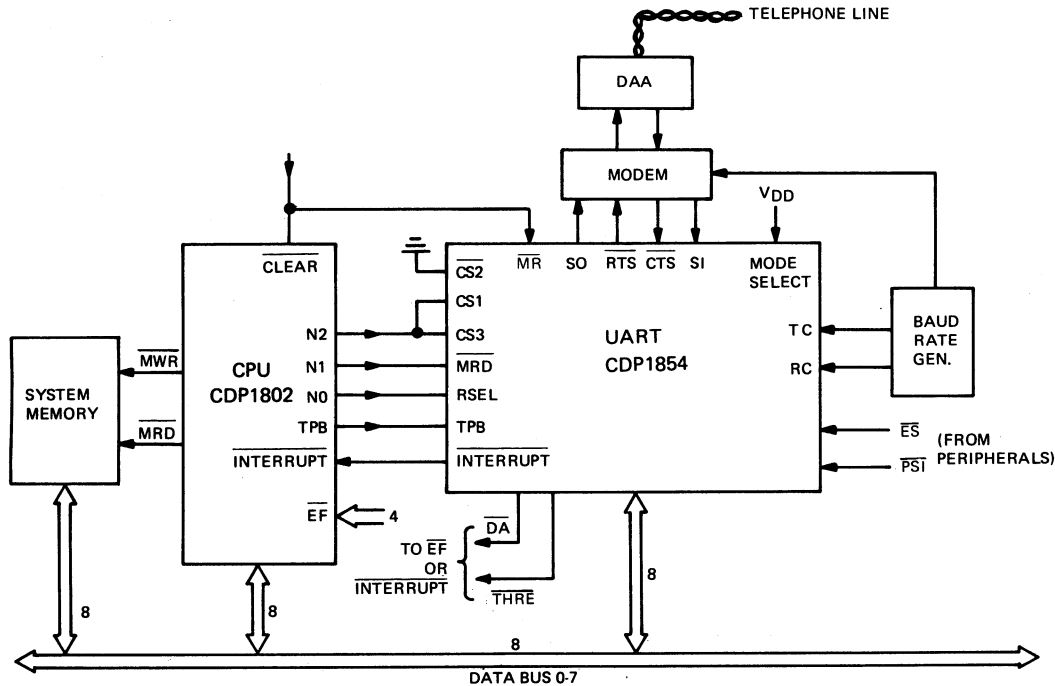 TELEPHONE LINE
DAA
MODEM
VDD
CLEAR
MR
SO
RTS
CTS
SI
MODE
SELECT
CS2
CS1
CS3
MRD
RSEL
TPB
INTERRUPT
UART
CDP1854
TC
RC
BAUD
RATE
GEN.
N2
N1
N0
TPB
INTERRUPT
EF
CPU
CDP1802
MWR
MRD
SYSTEM
MEMORY
ES
PSI
(FROM
PERIPHERALS)
4
DA
TO EF
OR
INTERRUPT
THRE
8
8
8
8
DATA BUS 0-7